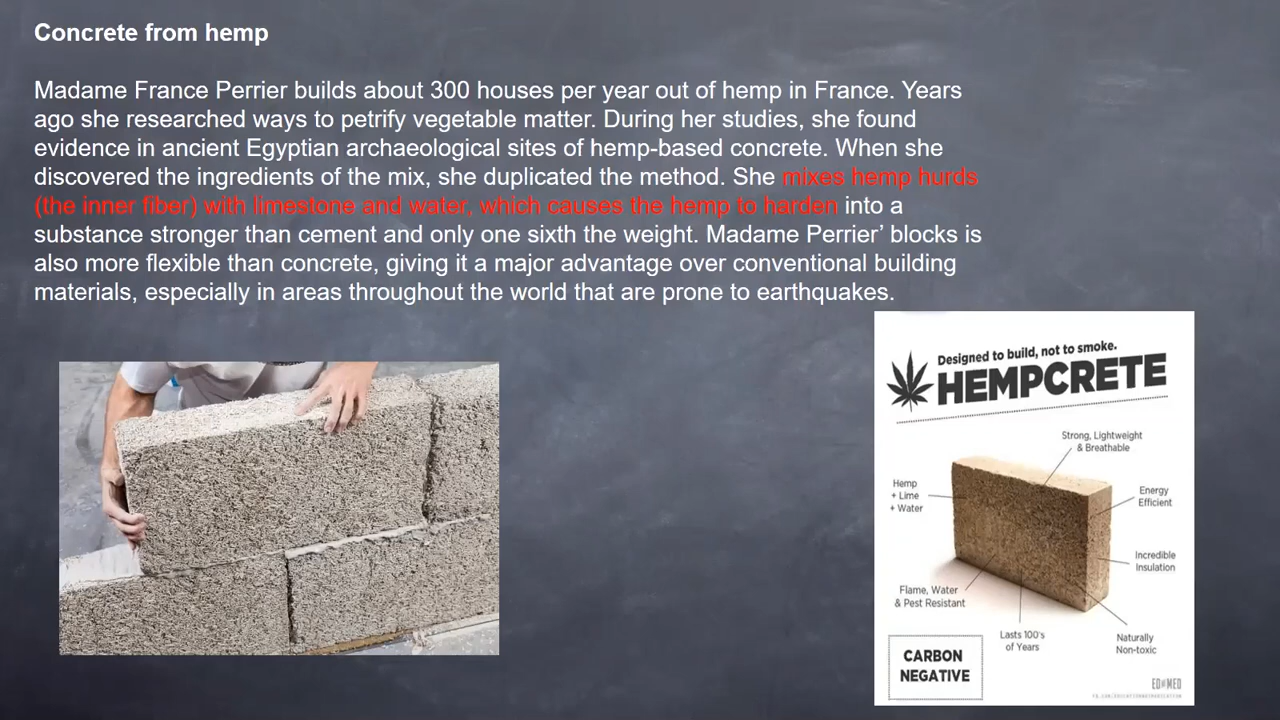 Concrete from hemp
Madame France Perrier builds about 300 houses per year out of hemp in France. Years
ago she researched ways to petrify vegetable matter. During her studies, she found
evidence in ancient Egyptian archaeological sites of hemp-based concrete. When she
discovered the ingredients of the mix, she duplicated the method. She mixes hemp hurds
(the inner fiber) with limestone and water, which causes the hemp to harden into a
substance stronger than cement and only one sixth the weight. Madame Perrier’ blocks is
also more flexible than concrete, giving it a major advantage over conventional building
materials, especially in areas throughout the world that are prone to earthquakes.
Designed to build, not to smoke.
HEMPCRETE
Strong, Lightweight
& Breathable
Hemp
+ Lime
+ Water
Energy
Efficient
Incredible
Insulation
Flame, Water
& Pest Resistant
Lasts 100's
of Years
Naturally
Non-toxic
CARBON
NEGATIVE